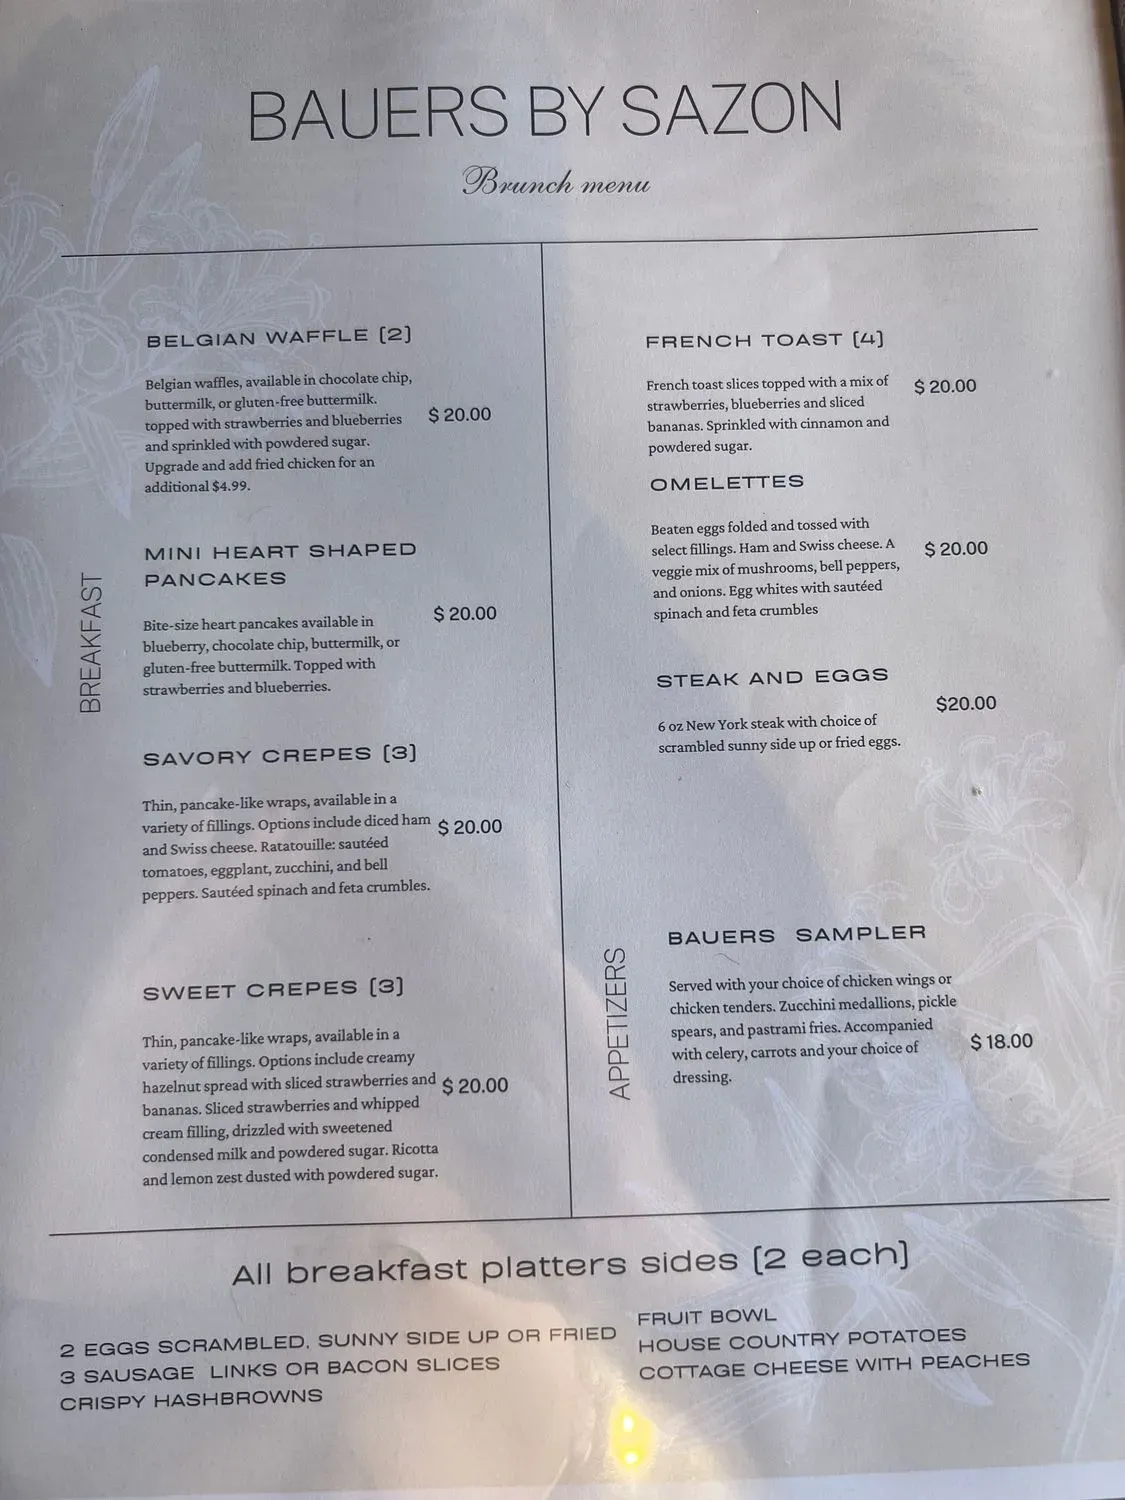 BAUERS BY SAZON
Brunch menu
BREAKFAST
BELGIAN WAFFLE (2)
Belgian waffles, available in chocolate chip,
buttermilk, or gluten-free buttermilk.
topped with strawberries and blueberries
and sprinkled with powdered sugar.
Upgrade and add fried chicken for an
additional $4.99.
$ 20.00
MINI HEART SHAPED
PANCAKES
Bite-size heart pancakes available in
blueberry, chocolate chip, buttermilk, or
gluten-free buttermilk. Topped with
strawberries and blueberries.
$ 20.00
SAVORY CREPES (3)
Thin, pancake-like wraps, available in a
variety of fillings. Options include diced ham
and Swiss cheese. Ratatouille: sautéed
tomatoes, eggplant, zucchini, and bell
peppers. Sautéed spinach and feta crumbles.
$ 20.00
SWEET CREPES (3)
Thin, pancake-like wraps, available in a
variety of fillings. Options include creamy
hazelnut spread with sliced strawberries and
bananas. Sliced strawberries and whipped
cream filling, drizzled with sweetened
condensed milk and powdered sugar. Ricotta
and lemon zest dusted with powdered sugar.
$ 20.00
FRENCH TOAST (4)
French toast slices topped with a mix of
strawberries, blueberries and sliced
bananas. Sprinkled with cinnamon and
powdered sugar.
$ 20.00
OMELETTES
Beaten eggs folded and tossed with
select fillings. Ham and Swiss cheese. A
veggie mix of mushrooms, bell peppers,
and onions. Egg whites with sautéed
spinach and feta crumbles
$ 20.00
STEAK AND EGGS
6 oz New York steak with choice of
scrambled sunny side up or fried eggs.
$20.00
APPETIZERS
BAUERS SAMPLER
Served with your choice of chicken wings or
chicken tenders. Zucchini medallions, pickle
spears, and pastrami fries. Accompanied
with celery, carrots and your choice of
dressing.
$ 18.00
All breakfast platters sides (2 each)
2 EGGS SCRAMBLED, SUNNY SIDE UP OR FRIED
3 SAUSAGE LINKS OR BACON SLICES
CRISPY HASHBROWNS
FRUIT BOWL
HOUSE COUNTRY POTATOES
COTTAGE CHEESE WITH PEACHES